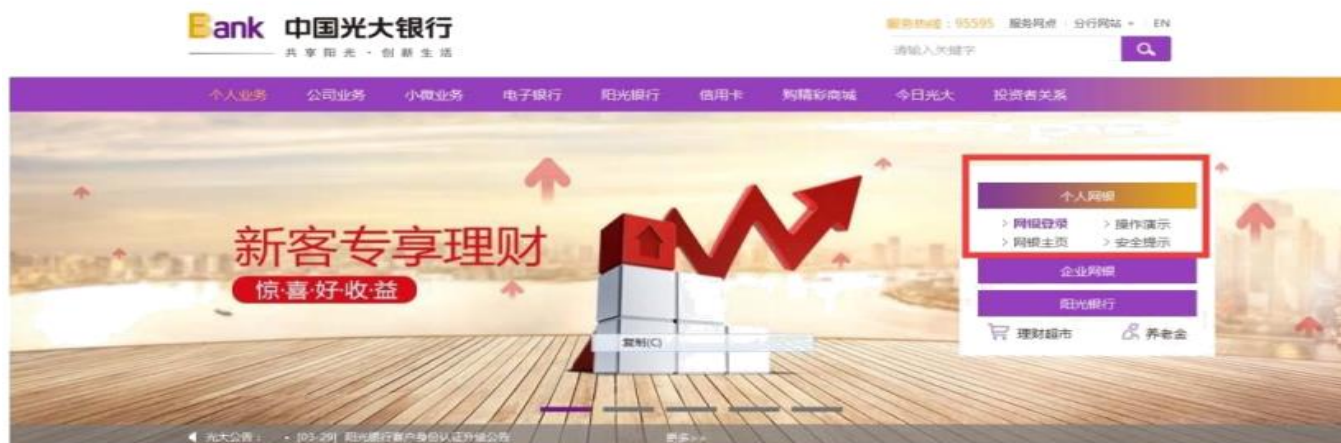 Bank 中国光大银行
共享阳光·创新生活
服务热线：95595 服务网点 分行网站 EN
请输入关键字
个人业务 公司业务 小微业务 电子银行 阳光银行 信用卡 购精彩商城 今日光大 投资者关系
个人网银
> 网银登录 > 操作演示
> 网银主页 > 安全提示
新客专享理财
惊·喜·好·收·益
企业网银
阳光银行
理财超市 养老金
复制(C)
光大公告： · [03-29] 阳光银行客户身份认证升级公告 更多>>